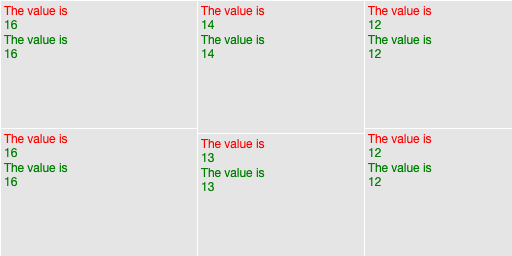 The value is
16
The value is
16
The value is
14
The value is
14
The value is
12
The value is
12
The value is
16
The value is
16
The value is
13
The value is
13
The value is
12
The value is
12